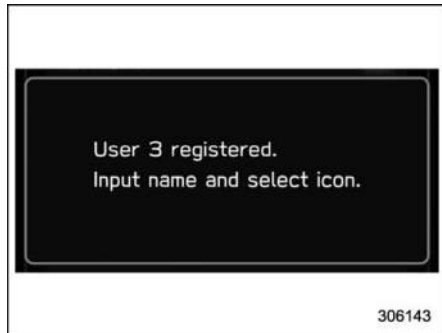 User 3 registered.
Input name and select icon.
306143